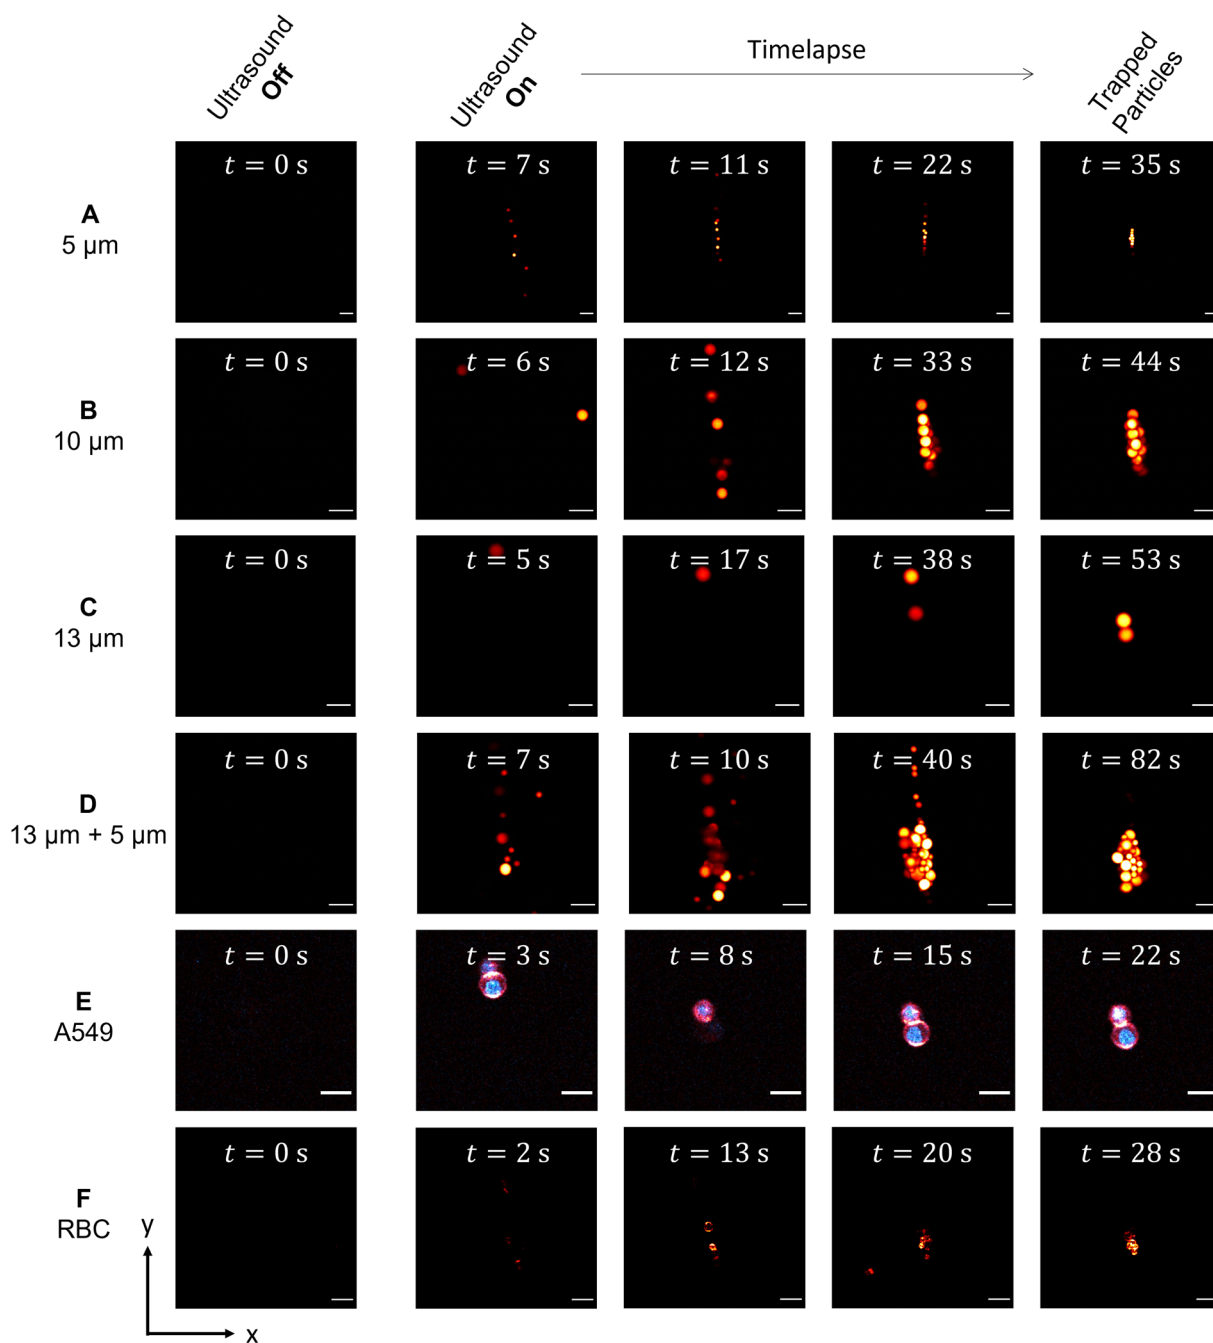 Ultrasound
Off
Ultrasound
On
Timelapse
Trapped
Particles
A
5 µm
t = 0 s
t = 7 s
t = 11 s
t = 22 s
t = 35 s
B
10 µm
t = 0 s
t = 6 s
t = 12 s
t = 33 s
t = 44 s
C
13 µm
t = 0 s
t = 5 s
t = 17 s
t = 38 s
t = 53 s
D
13 µm + 5 µm
t = 0 s
t = 7 s
t = 10 s
t = 40 s
t = 82 s
E
A549
t = 0 s
t = 3 s
t = 8 s
t = 15 s
t = 22 s
F
RBC
t = 0 s
t = 2 s
t = 13 s
t = 20 s
t = 28 s
y
x